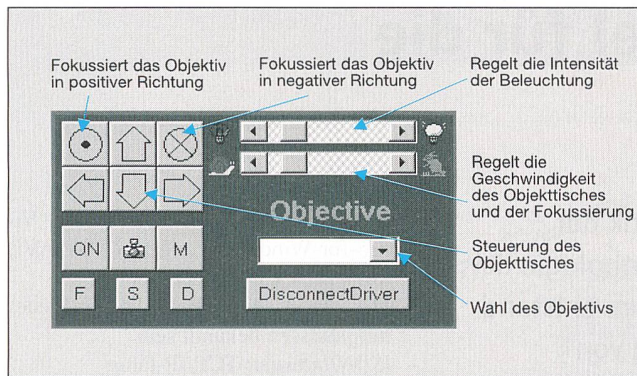 Fokussiert das Objektiv
in positiver Richtung
Fokussiert das Objektiv
in negativer Richtung
Regelt die Intensität
der Beleuchtung
Regelt die
Geschwindigkeit
des Objekttisches
und der Fokussierung
Objective
Steuerung des
Objekttisches
ON
M
F
S
D
DisconnectDriver
Wahl des Objektivs